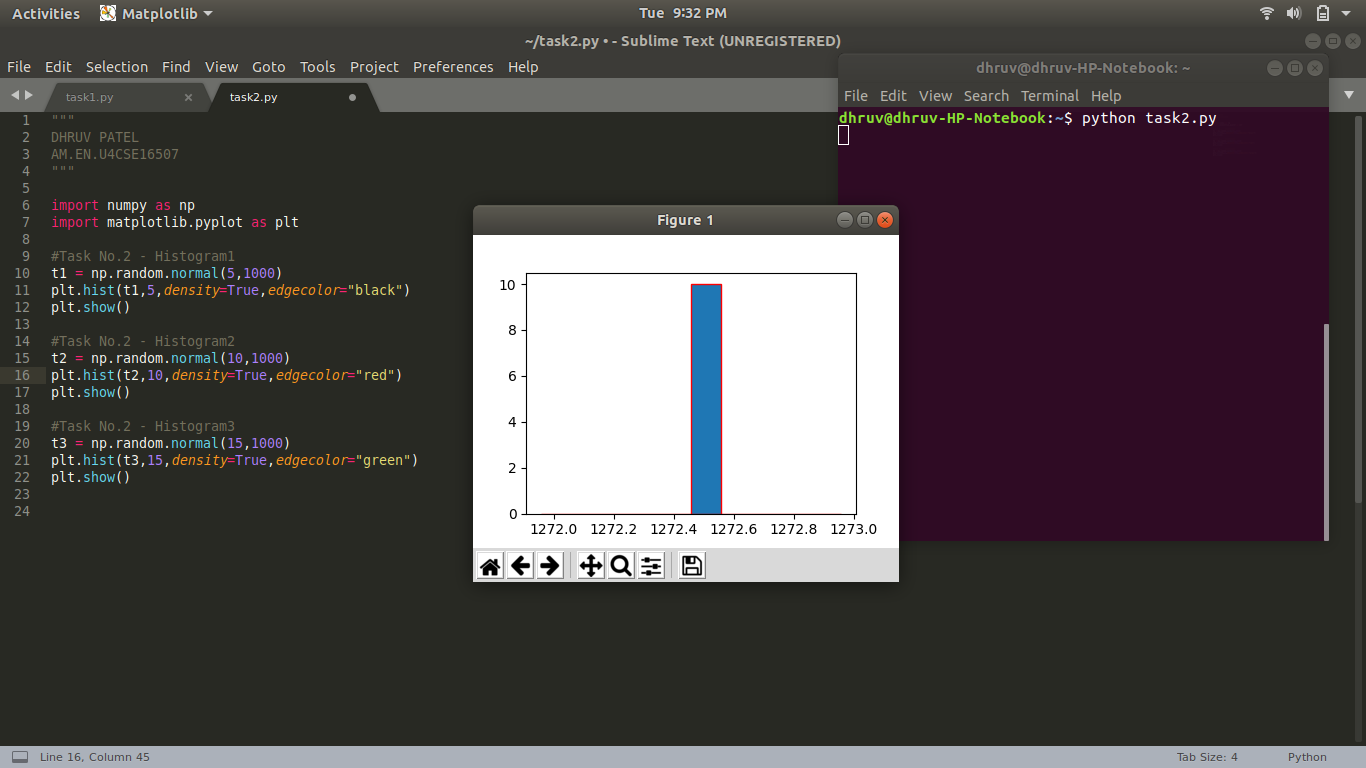 Activities Matplotlib Tue 9:32 PM
~/task2.py • - Sublime Text (UNREGISTERED)
File Edit Selection Find View Goto Tools Project Preferences Help
task1.py × task2.py
1 """
2 DHRUV PATEL
3 AM.EN.U4CSE16507
4 """
5
6 import numpy as np
7 import matplotlib.pyplot as plt
8
9 #Task No.2 - Histogram1
10 t1 = np.random.normal(5,1000)
11 plt.hist(t1,5,density=True,edgecolor="black")
12 plt.show()
13
14 #Task No.2 - Histogram2
15 t2 = np.random.normal(10,1000)
16 plt.hist(t2,10,density=True,edgecolor="red")
17 plt.show()
18
19 #Task No.2 - Histogram3
20 t3 = np.random.normal(15,1000)
21 plt.hist(t3,15,density=True,edgecolor="green")
22 plt.show()
23
24
dhruv@dhruv-HP-Notebook: ~
File Edit View Search Terminal Help
dhruv@dhruv-HP-Notebook:~$ python task2.py
Figure 1
10
8
6
4
2
0
1272.0 1272.2 1272.4 1272.6 1272.8 1273.0
Line 16, Column 45 Tab Size: 4 Python